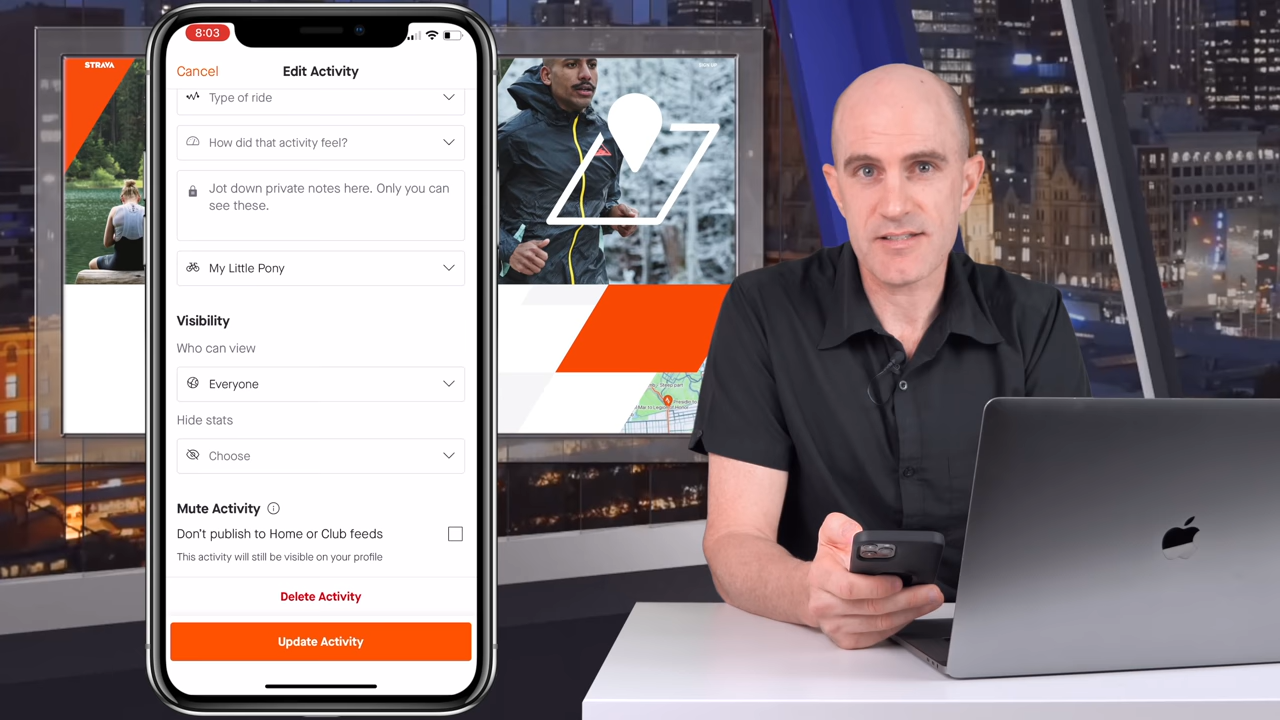 8:03
STRAVA
Cancel
Edit Activity
Type of ride
How did that activity feel?
Jot down private notes here. Only you can
see these.
My Little Pony
Visibility
Who can view
Everyone
Hide stats
Choose
Mute Activity
Don't publish to Home or Club feeds
This activity will still be visible on your profile
Delete Activity
Update Activity